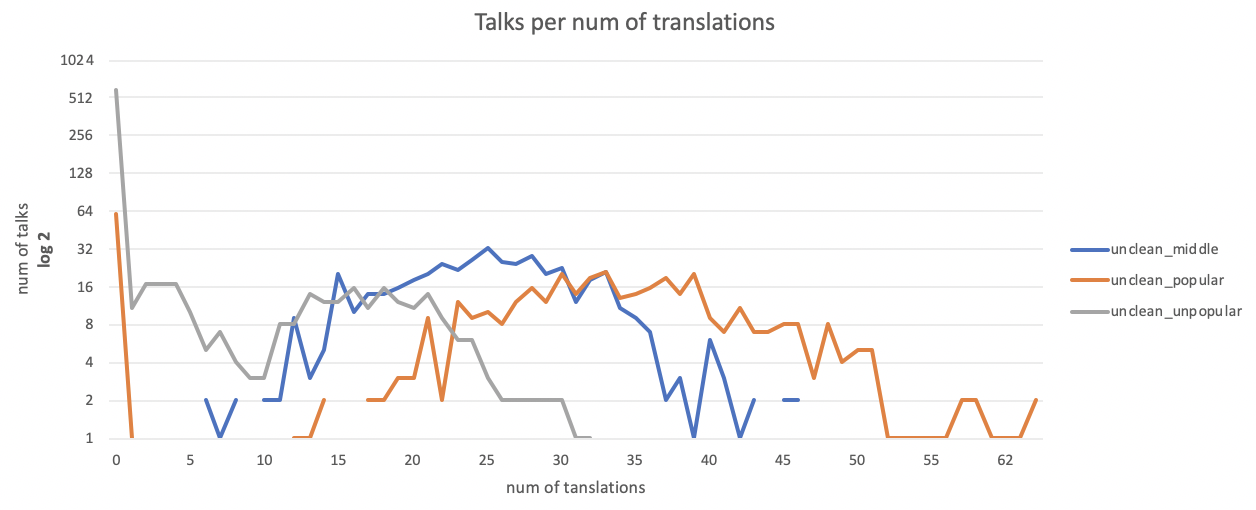 Talks per num of translations
1024
512
256
128
64
32
16
8
4
2
1
num of talks
log 2
0 5 10 15 20 25 30 35 40 45 50 55 62
num of tanslations
unclean_middle
unclean_popular
unclean_unpopular